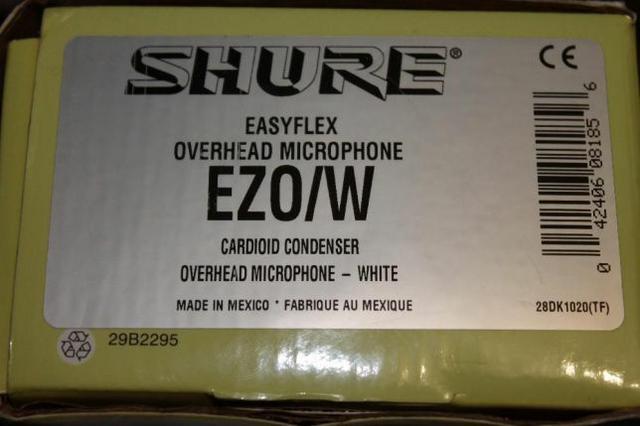 SHURE®
CE
EASYFLEX
OVERHEAD MICROPHONE
EZO/W
CARDIOID CONDENSER
OVERHEAD MICROPHONE – WHITE
MADE IN MEXICO * FABRIQUE AU MEXIQUE
0 42406 08185 6
28DK1020(TF)
29B2295